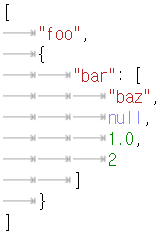 [
	"foo",
	{
		"bar": [
			"baz",
			null,
			1.0,
			2
		]
	}
]